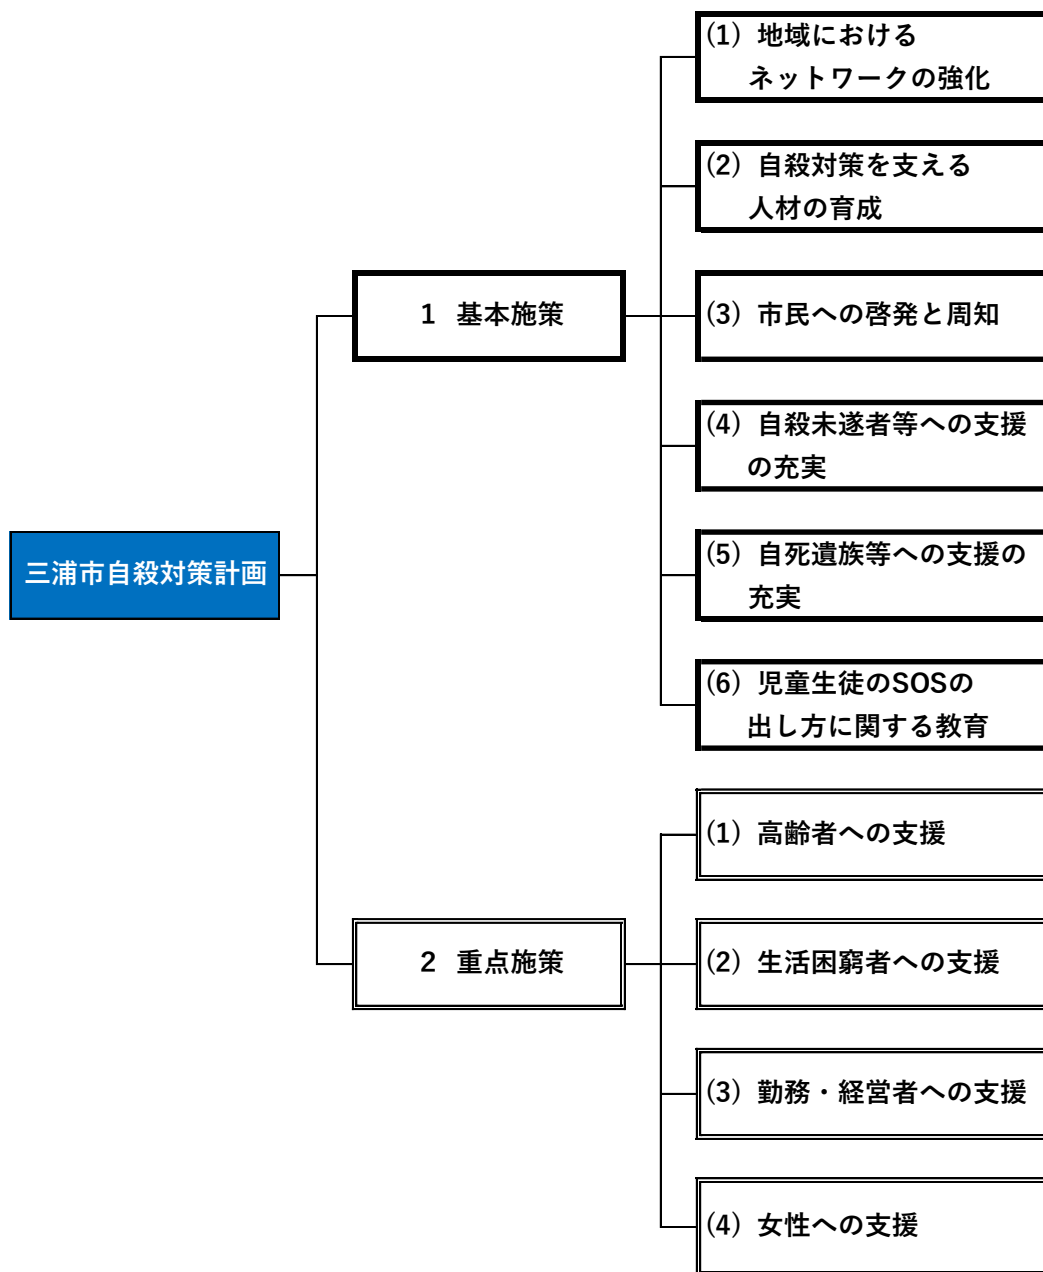 三浦市自殺対策計画
1 基本施策
(1) 地域における
ネットワークの強化
(2) 自殺対策を支える
人材の育成
(3) 市民への啓発と周知
(4) 自殺未遂者等への支援
の充実
(5) 自死遺族等への支援の
充実
(6) 児童生徒のSOSの
出し方に関する教育
2 重点施策
(1) 高齢者への支援
(2) 生活困窮者への支援
(3) 勤務・経営者への支援
(4) 女性への支援